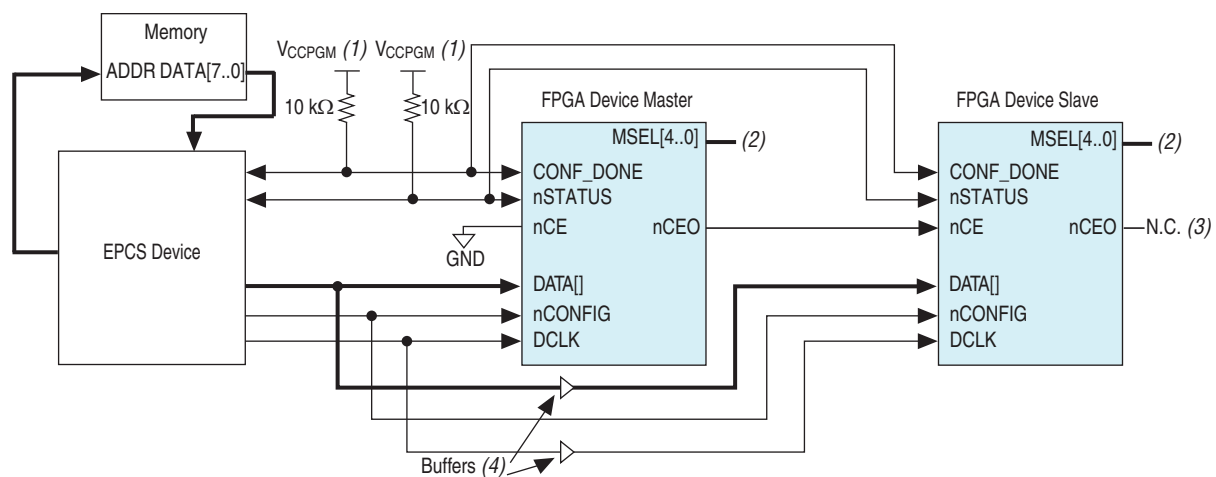 Memory
ADDR DATA[7..0]
VCCPGM (1)
VCCPGM (1)
10 kΩ
10 kΩ
EPCS Device
FPGA Device Master
MSEL[4..0]
(2)
CONF_DONE
nSTATUS
nCE
nCEO
GND
DATA[]
nCONFIG
DCLK
FPGA Device Slave
MSEL[4..0]
(2)
CONF_DONE
nSTATUS
nCE
nCEO
N.C. (3)
DATA[]
nCONFIG
DCLK
Buffers (4)